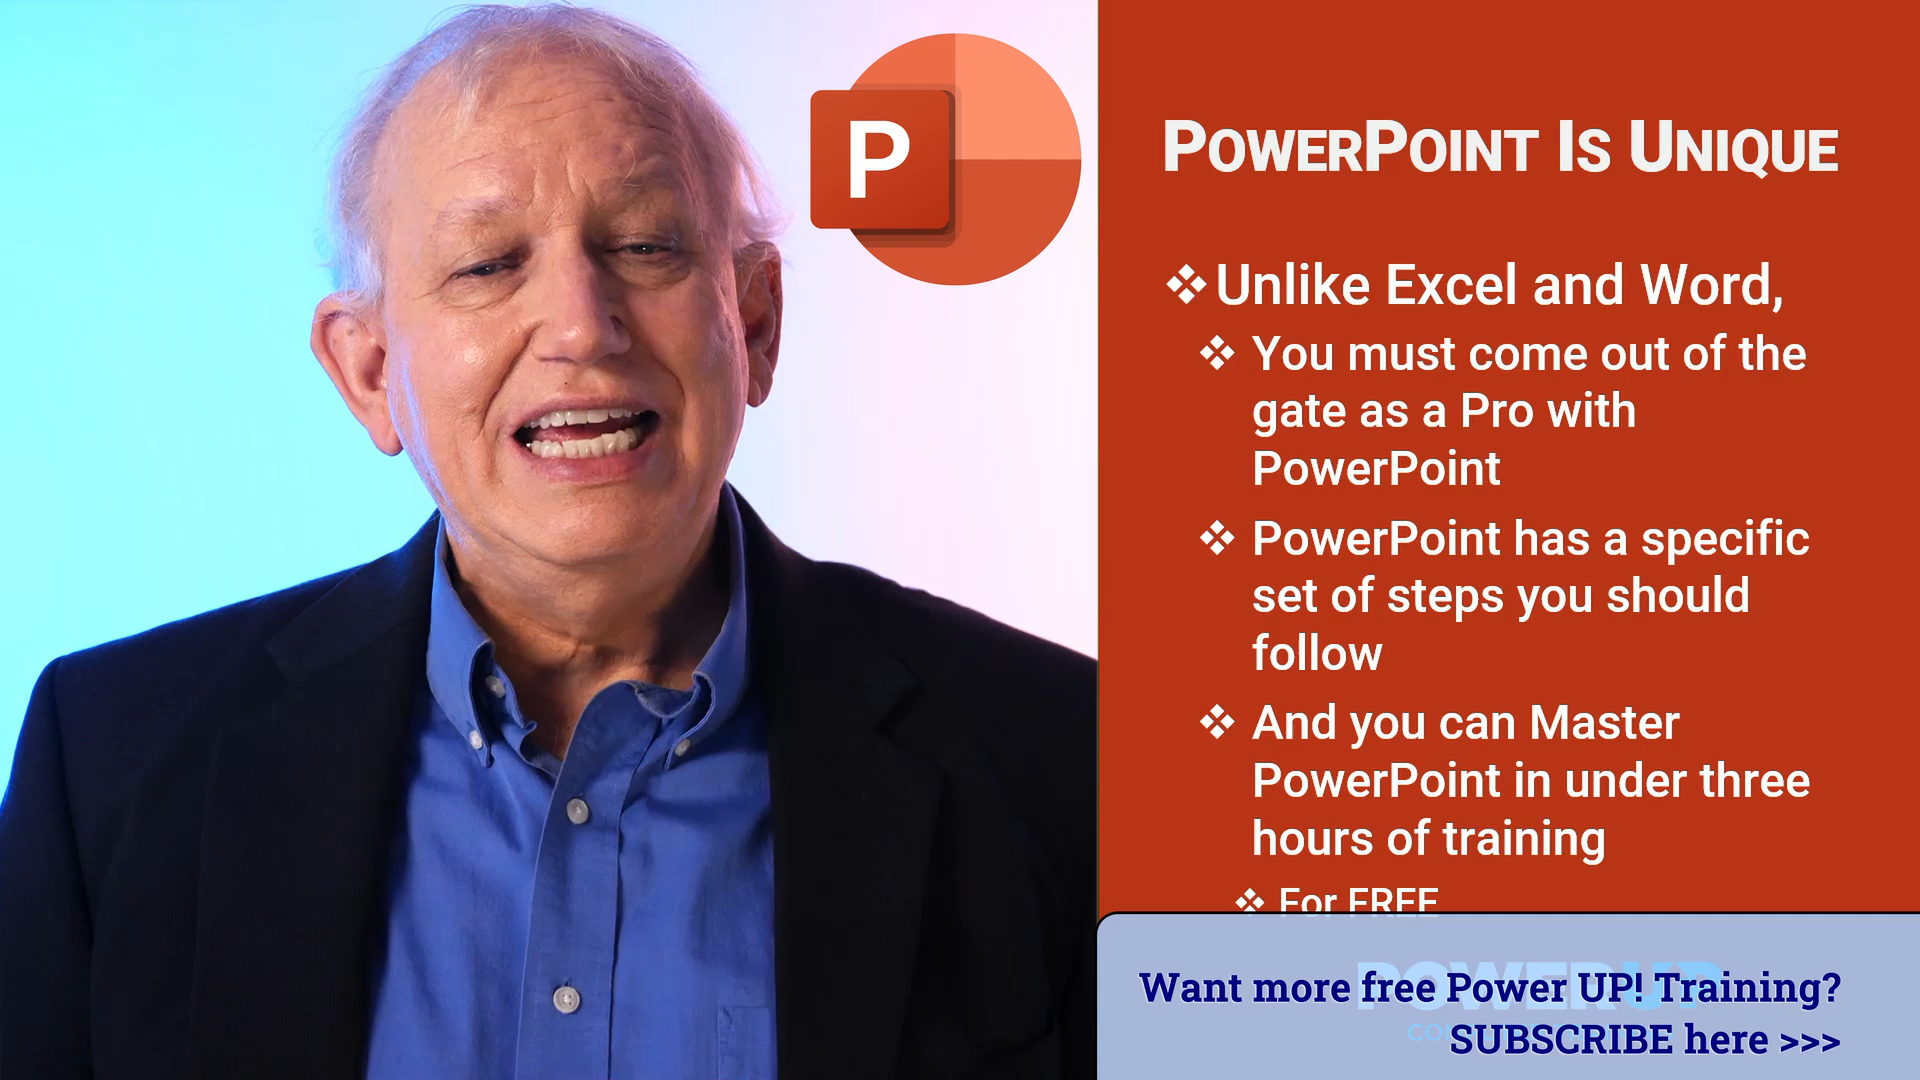 P
POWERPOINT IS UNIQUE
❖Unlike Excel and Word,
❖ You must come out of the
gate as a Pro with
PowerPoint
❖ PowerPoint has a specific
set of steps you should
follow
❖ And you can Master
PowerPoint in under three
hours of training
❖ For FREE
POWERUP
Want more free Power UP! Training?
SUBSCRIBE here >>>